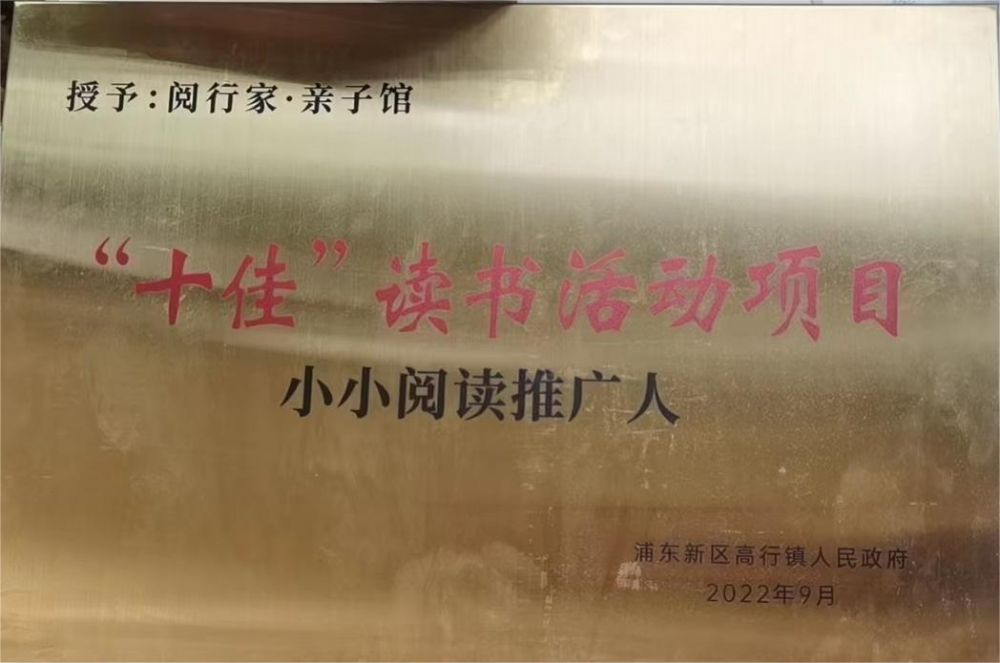 授予:阅行家·亲子馆
“十佳”读书活动项目
小小阅读推广人
浦东新区高行镇人民政府
2022年9月